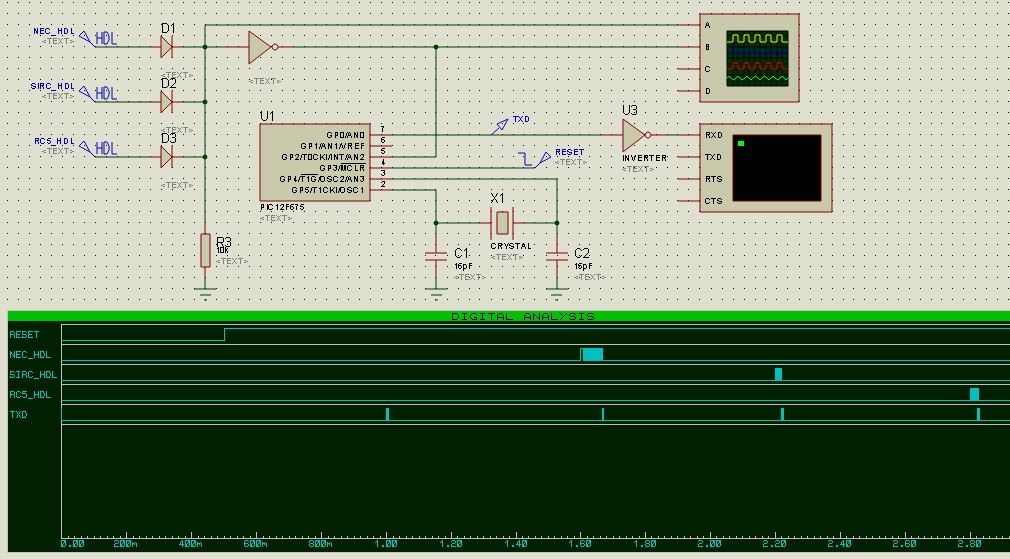 NEC_HDL
<TEXT>
HDL
D1
<TEXT>
<TEXT>
SIRC_HDL
<TEXT>
HDL
D2
<TEXT>
RC5_HDL
<TEXT>
HDL
D3
<TEXT>
R3
10k
<TEXT>
U1
GP0/AN0
GP1/AN1/VREF
GP2/T0CKI/INT/AN2
GP3/MCLR
GP4/T1G/OSC2/AN3
GP5/T1CKI/OSC1
7
6
5
4
3
2
PIC12F675
<TEXT>
TXD
RESET
<TEXT>
X1
CRYSTAL
<TEXT>
C1
15pF
<TEXT>
C2
15pF
<TEXT>
U3
INVERTER
<TEXT>
A
B
C
D
RXD
TXD
RTS
CTS
DIGITAL ANALYSIS
RESET
NEC_HDL
SIRC_HDL
RC5_HDL
TXD
0.00 200m 400m 600m 800m 1.00 1.20 1.40 1.60 1.80 2.00 2.20 2.40 2.60 2.80